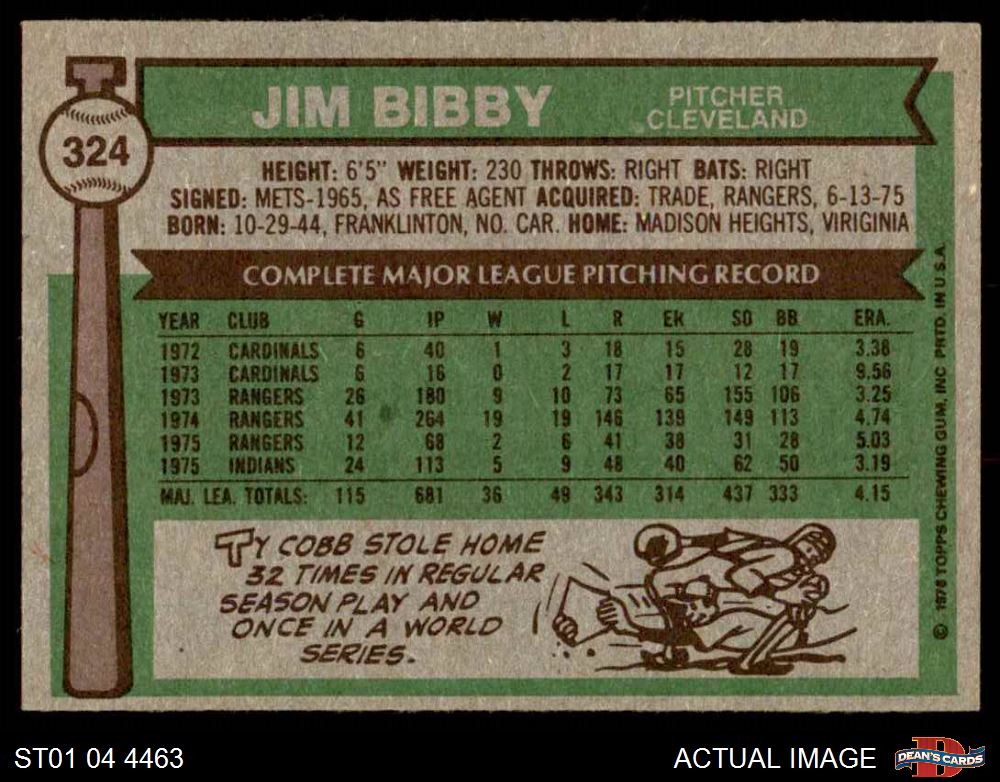 324
JIM BIBBY
PITCHER
CLEVELAND
HEIGHT: 6'5" WEIGHT: 230 THROWS: RIGHT BATS: RIGHT
SIGNED: METS-1965, AS FREE AGENT ACQUIRED: TRADE, RANGERS, 6-13-75
BORN: 10-29-44, FRANKLINTON, NO. CAR. HOME: MADISON HEIGHTS, VIRIGINIA
COMPLETE MAJOR LEAGUE PITCHING RECORD
YEAR CLUB G IP W L R ER SO BB ERA.
1972 CARDINALS 6 40 1 3 18 15 28 19 3.38
1973 CARDINALS 6 16 0 2 17 17 12 17 9.56
1973 RANGERS 26 180 9 10 73 65 155 106 3.25
1974 RANGERS 41 264 19 19 146 139 149 113 4.74
1975 RANGERS 12 68 2 6 41 38 31 28 5.03
1975 INDIANS 24 113 5 9 48 40 62 50 3.19
MAJ. LEA. TOTALS: 115 681 36 49 343 314 437 333 4.15
TY COBB STOLE HOME
32 TIMES IN REGULAR
SEASON PLAY AND
ONCE IN A WORLD
SERIES.
© 1976 TOPPS CHEWING GUM, INC PRTD. IN U.S.A.
ST01 04 4463
ACTUAL IMAGE
D
DEAN'S CARDS